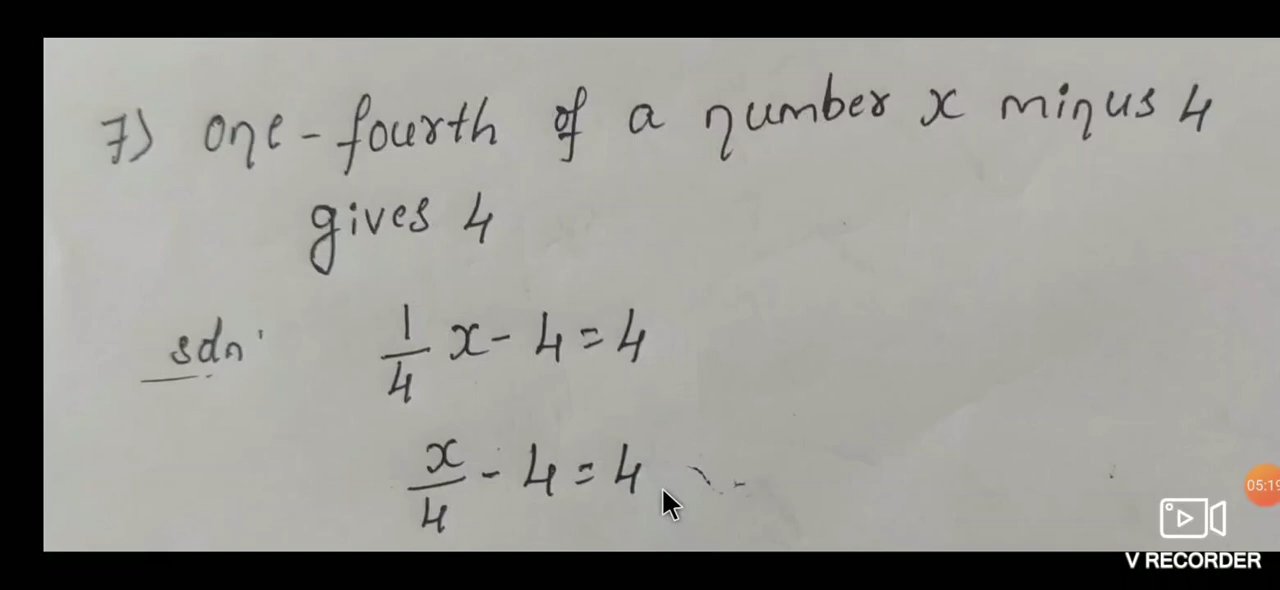 7) one-fourth of a number x minus 4
gives 4
soln:
1/4 x - 4 = 4
x/4 - 4 = 4
05:19
V RECORDER